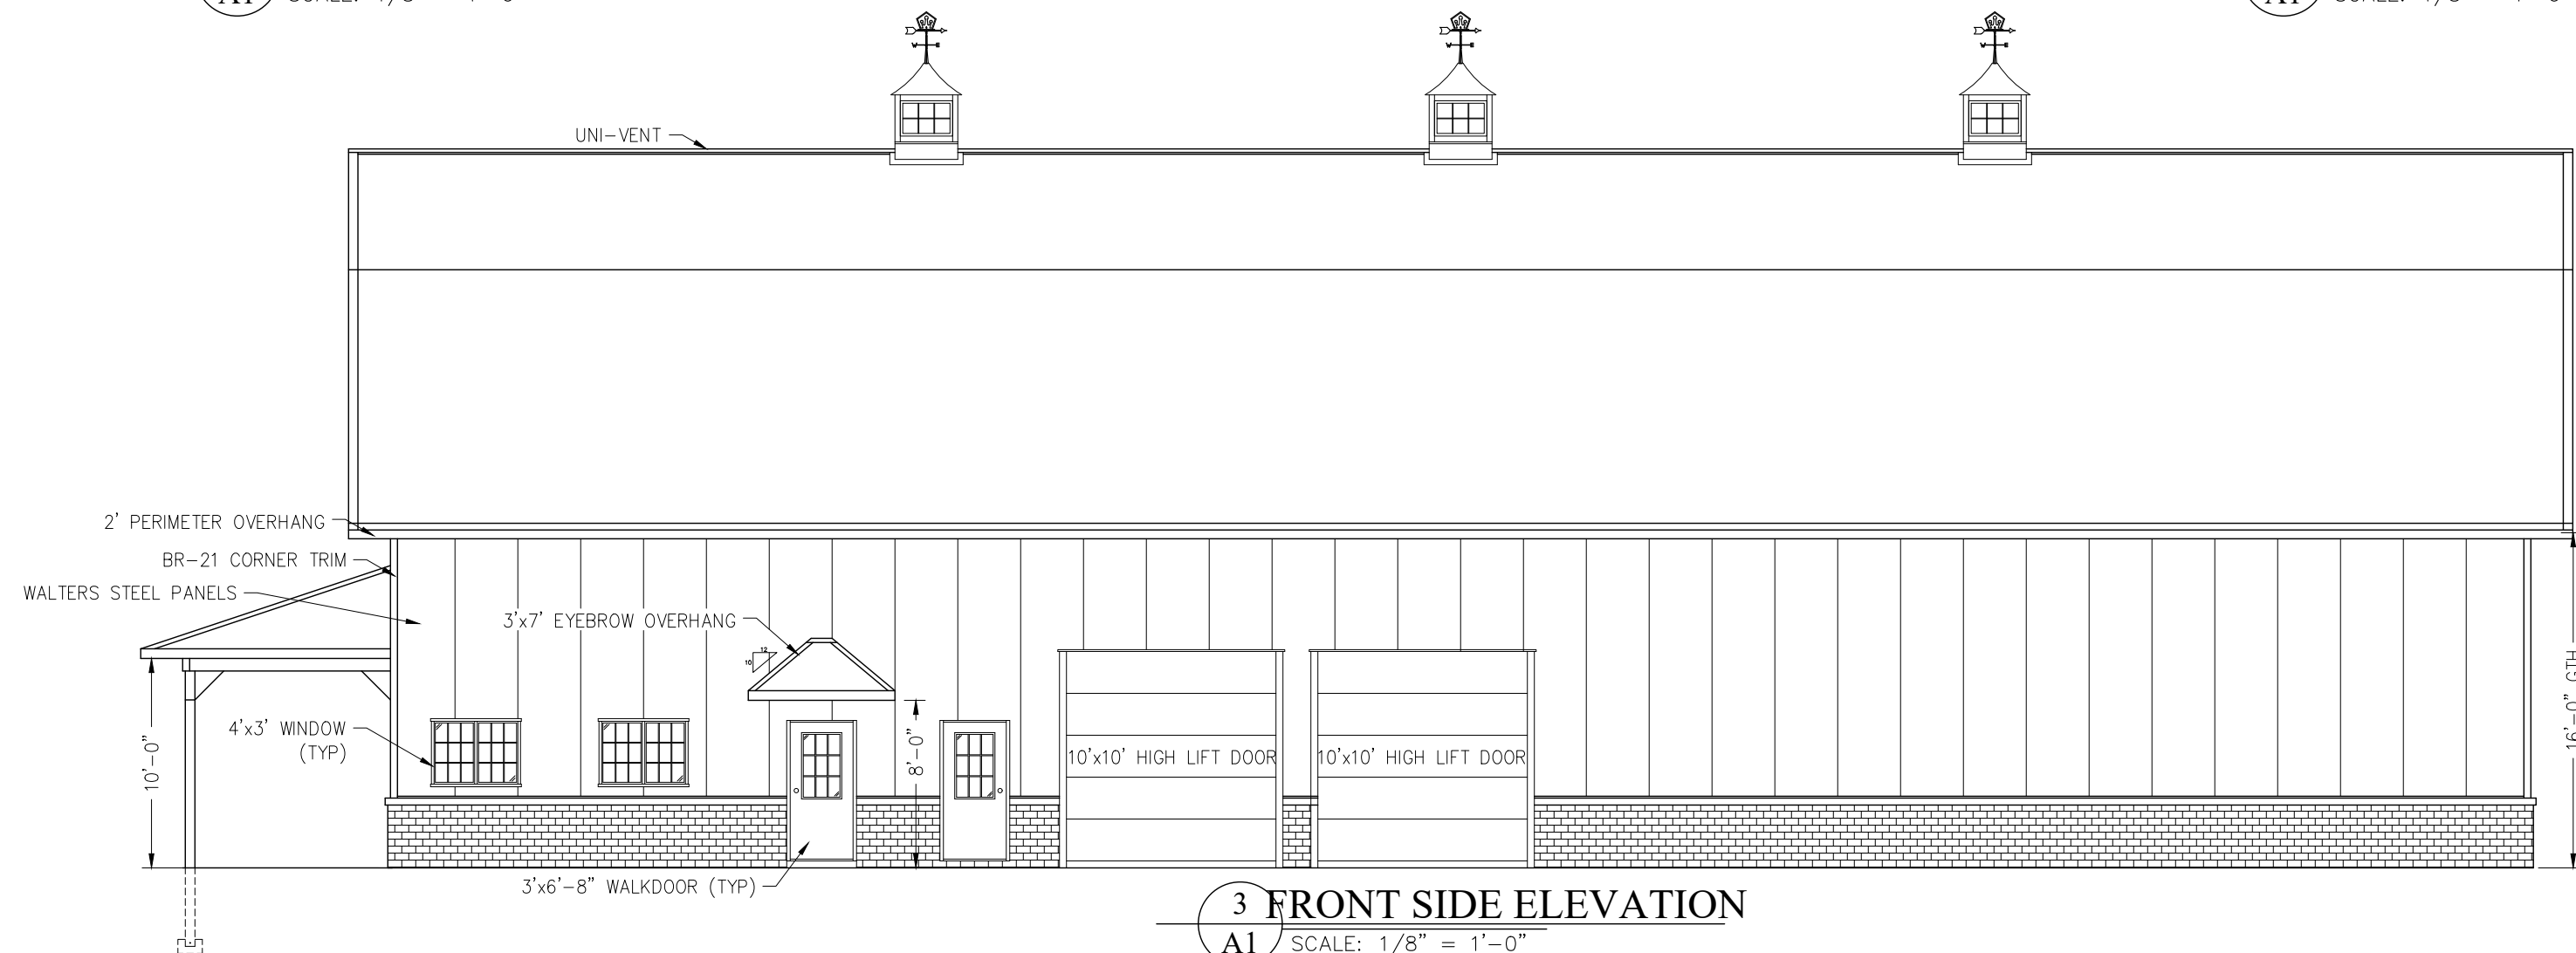 W E
W E
W E
UNI-VENT
2' PERIMETER OVERHANG
BR-21 CORNER TRIM
WALTERS STEEL PANELS
3'x7' EYEBROW OVERHANG
12
10
4'x3' WINDOW
(TYP)
10'-0"
8'-0"
10'x10' HIGH LIFT DOOR
10'x10' HIGH LIFT DOOR
16'-0" GTH
3'x6'-8" WALKDOOR (TYP)
3
FRONT SIDE ELEVATION
A1
SCALE: 1/8" = 1'-0"